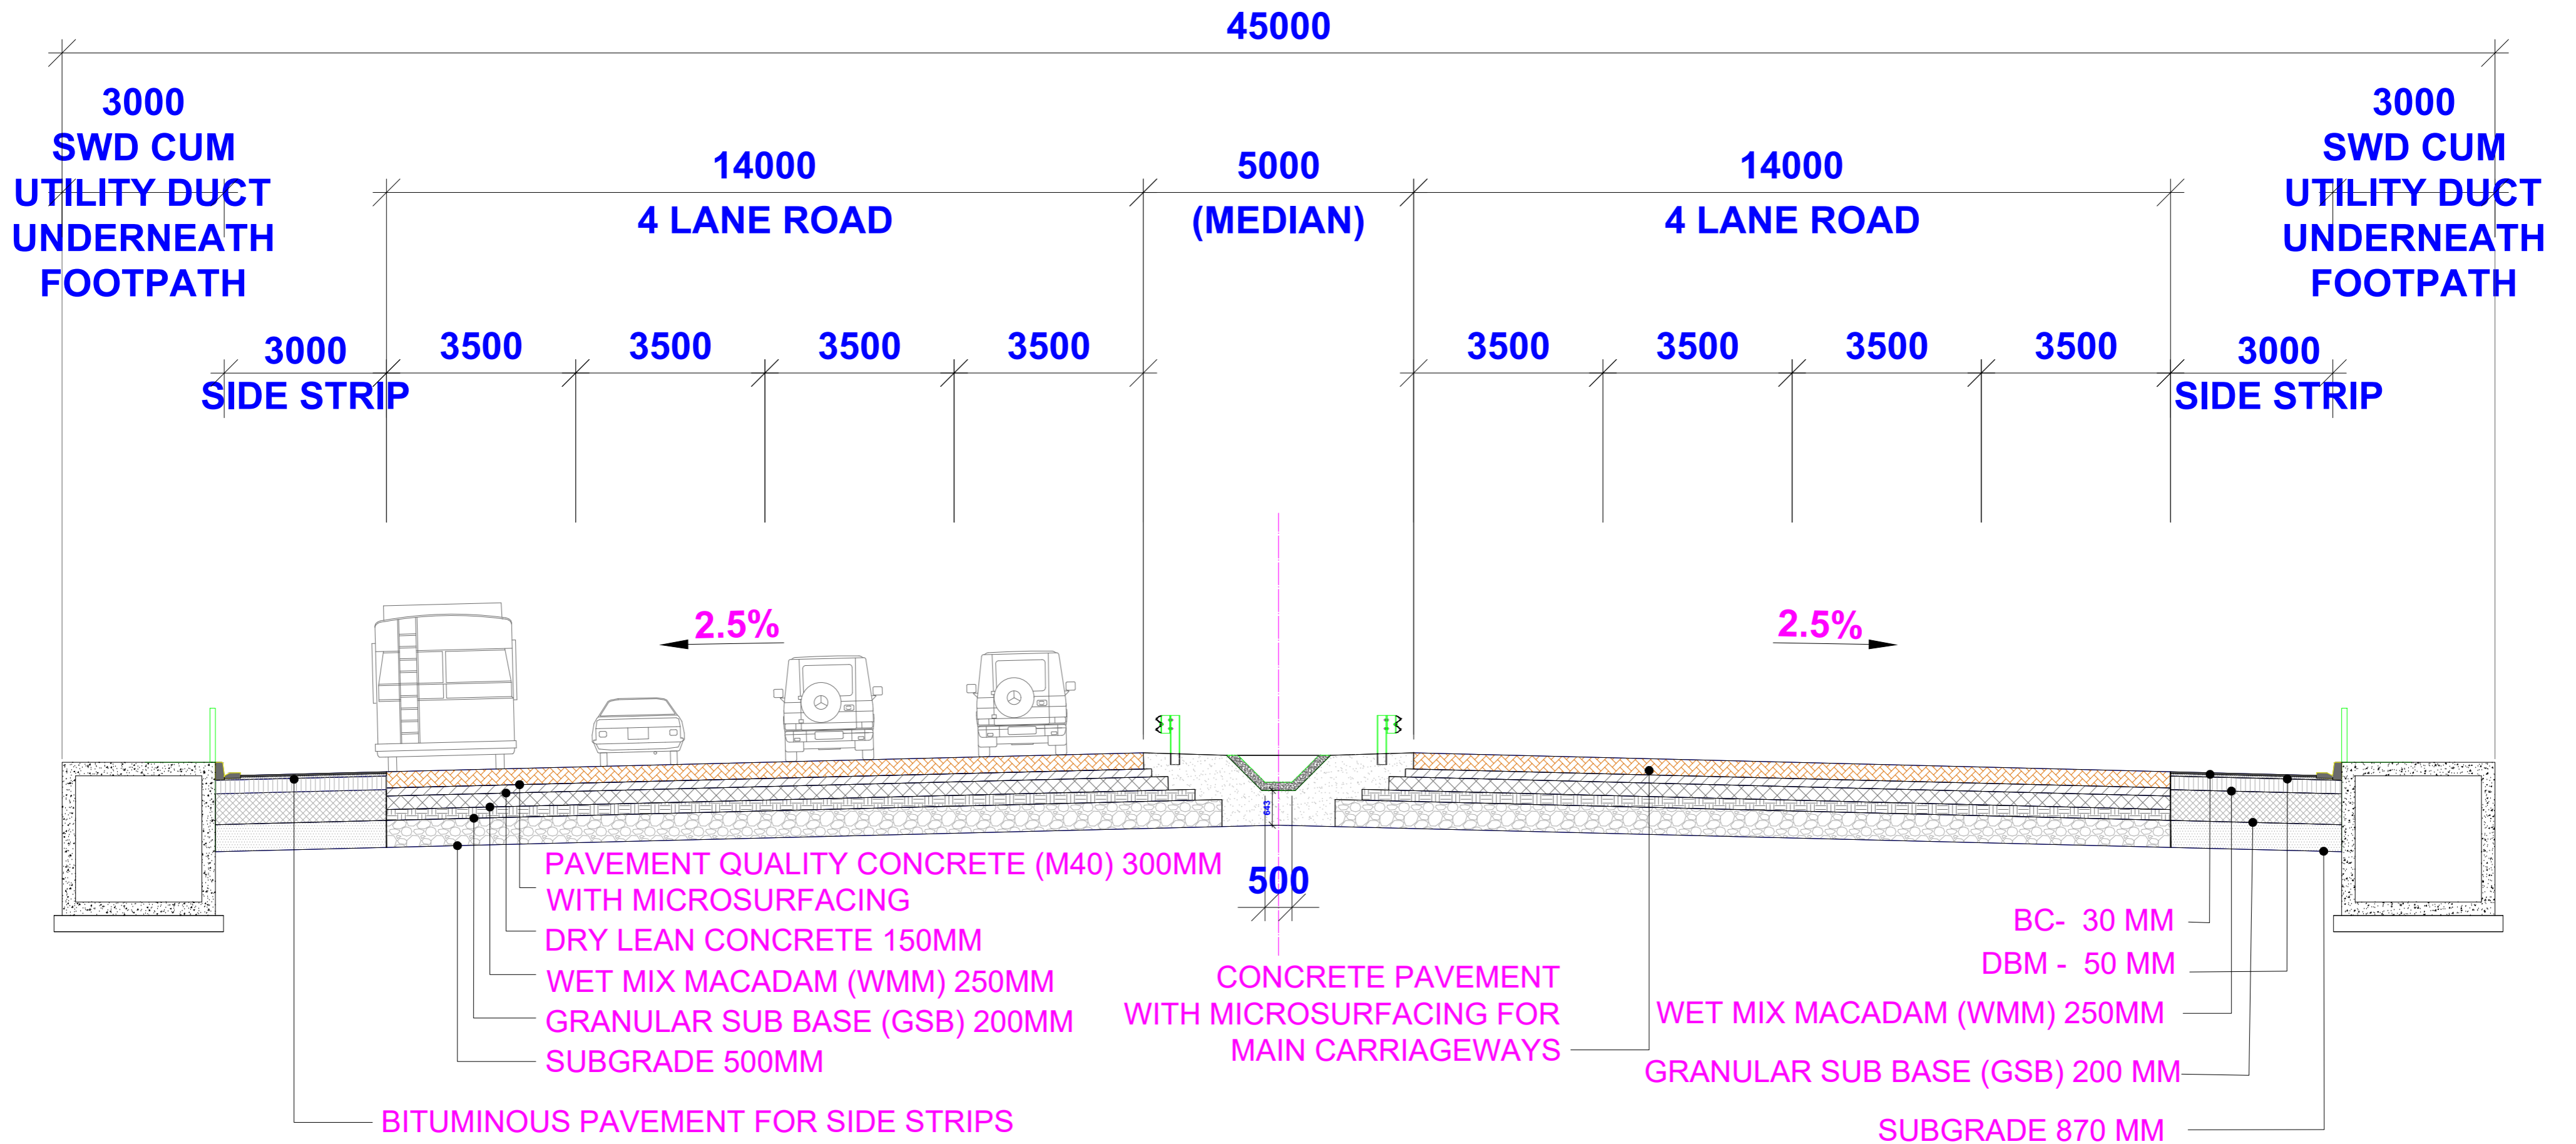 45000
3000
SWD CUM
UTILITY DUCT
UNDERNEATH
FOOTPATH
14000
4 LANE ROAD
5000
(MEDIAN)
14000
4 LANE ROAD
3000
SWD CUM
UTILITY DUCT
UNDERNEATH
FOOTPATH
3000
SIDE STRIP
3500
3500
3500
3500
3500
3500
3500
3500
3000
SIDE STRIP
2.5%
2.5%
643
500
PAVEMENT QUALITY CONCRETE (M40) 300MM
WITH MICROSURFACING
DRY LEAN CONCRETE 150MM
WET MIX MACADAM (WMM) 250MM
GRANULAR SUB BASE (GSB) 200MM
SUBGRADE 500MM
BITUMINOUS PAVEMENT FOR SIDE STRIPS
CONCRETE PAVEMENT
WITH MICROSURFACING FOR
MAIN CARRIAGEWAYS
BC- 30 MM
DBM - 50 MM
WET MIX MACADAM (WMM) 250MM
GRANULAR SUB BASE (GSB) 200 MM
SUBGRADE 870 MM